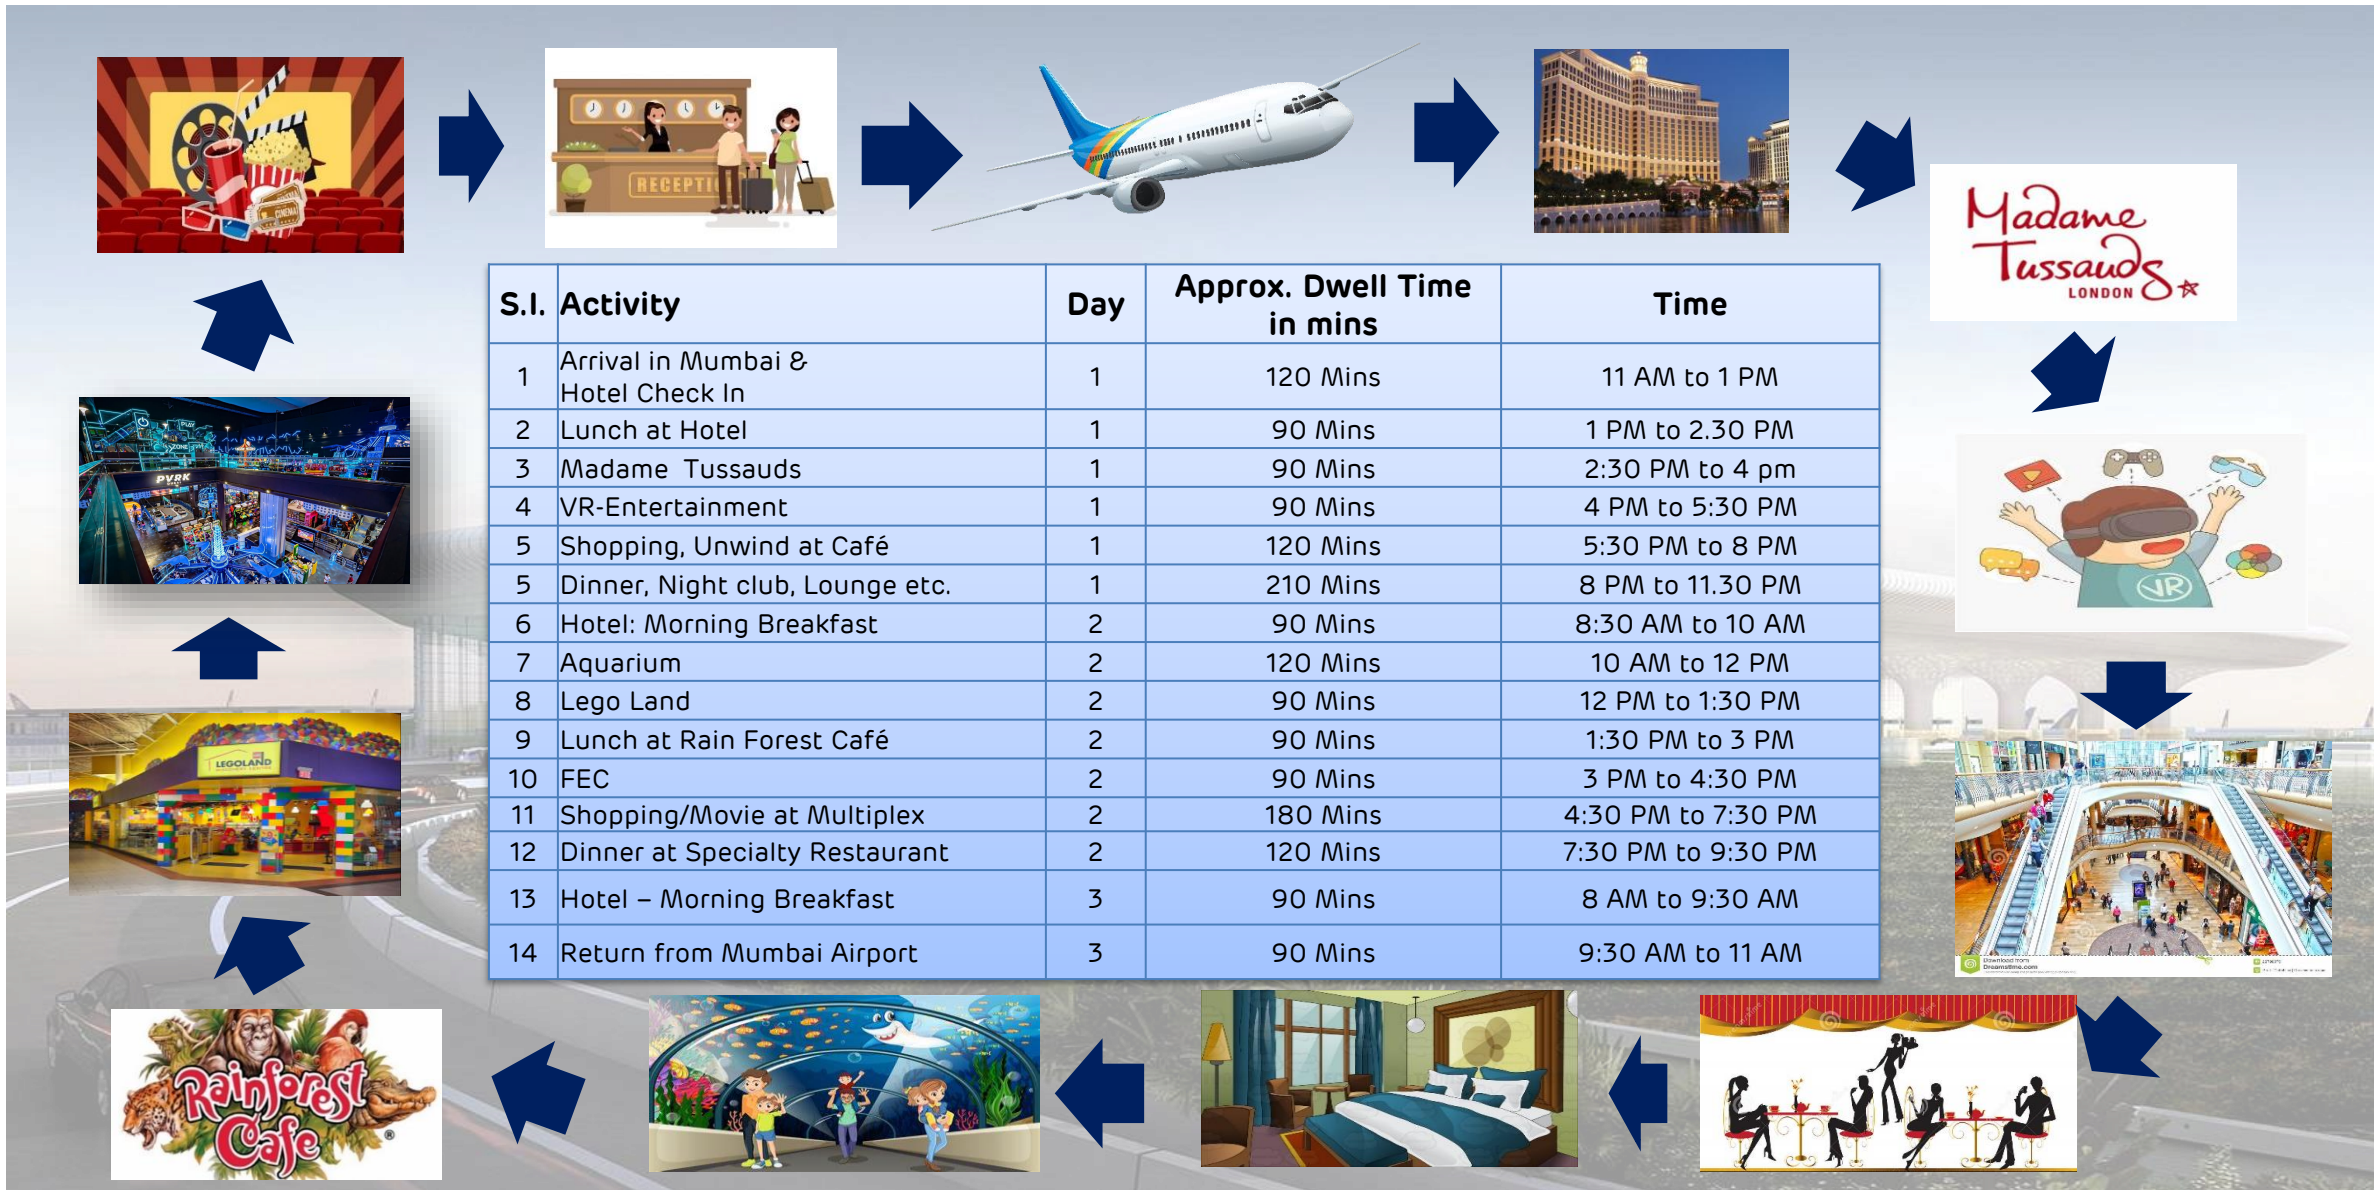 RECEPTI
Madame
Tussauds
LONDON
S.I. Activity Day Approx. Dwell Time in mins Time
1 Arrival in Mumbai & Hotel Check In 1 120 Mins 11 AM to 1 PM
2 Lunch at Hotel 1 90 Mins 1 PM to 2.30 PM
3 Madame Tussauds 1 90 Mins 2:30 PM to 4 pm
4 VR-Entertainment 1 90 Mins 4 PM to 5:30 PM
5 Shopping, Unwind at Café 1 120 Mins 5:30 PM to 8 PM
5 Dinner, Night club, Lounge etc. 1 210 Mins 8 PM to 11.30 PM
6 Hotel: Morning Breakfast 2 90 Mins 8:30 AM to 10 AM
7 Aquarium 2 120 Mins 10 AM to 12 PM
8 Lego Land 2 90 Mins 12 PM to 1:30 PM
9 Lunch at Rain Forest Café 2 90 Mins 1:30 PM to 3 PM
10 FEC 2 90 Mins 3 PM to 4:30 PM
11 Shopping/Movie at Multiplex 2 180 Mins 4:30 PM to 7:30 PM
12 Dinner at Specialty Restaurant 2 120 Mins 7:30 PM to 9:30 PM
13 Hotel – Morning Breakfast 3 90 Mins 8 AM to 9:30 AM
14 Return from Mumbai Airport 3 90 Mins 9:30 AM to 11 AM
CINEMA
PLAY
ZONE
PVRK
VR
LEGOLAND
Download from
Dreamstime.com
Rainforest
Cafe
®